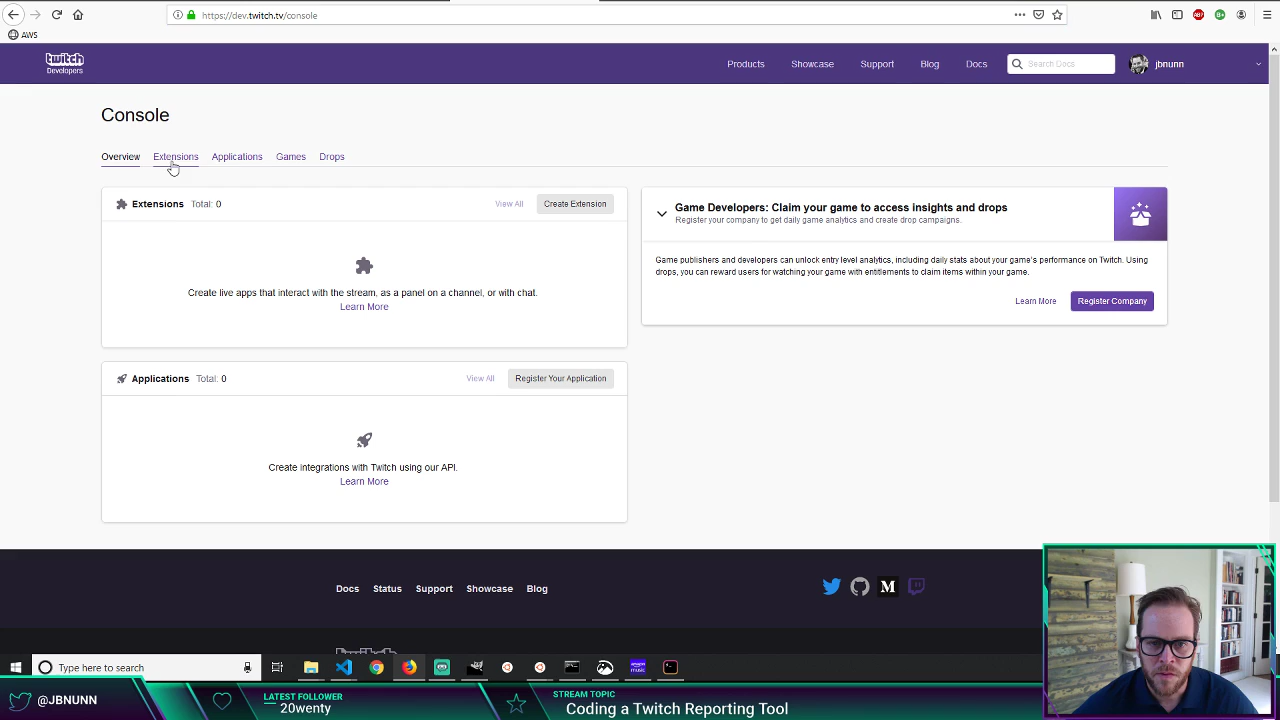 https://dev.twitch.tv/console
AWS
twitch
Developers
Products
Showcase
Support
Blog
Docs
Search Docs
jbnunn
Console
Overview
Extensions
Applications
Games
Drops
Extensions Total: 0
View All
Create Extension
Create live apps that interact with the stream, as a panel on a channel, or with chat.
Learn More
Game Developers: Claim your game to access insights and drops
Register your company to get daily game analytics and create drop campaigns.
Game publishers and developers can unlock entry level analytics, including daily stats about your game's performance on Twitch. Using
drops, you can reward users for watching your game with entitlements to claim items within your game.
Learn More
Register Company
Applications Total: 0
View All
Register Your Application
Create integrations with Twitch using our API.
Learn More
Docs
Status
Support
Showcase
Blog
M
Type here to search
amazon
music
@JBNUNN
LATEST FOLLOWER
20wenty
STREAM TOPIC
Coding a Twitch Reporting Tool